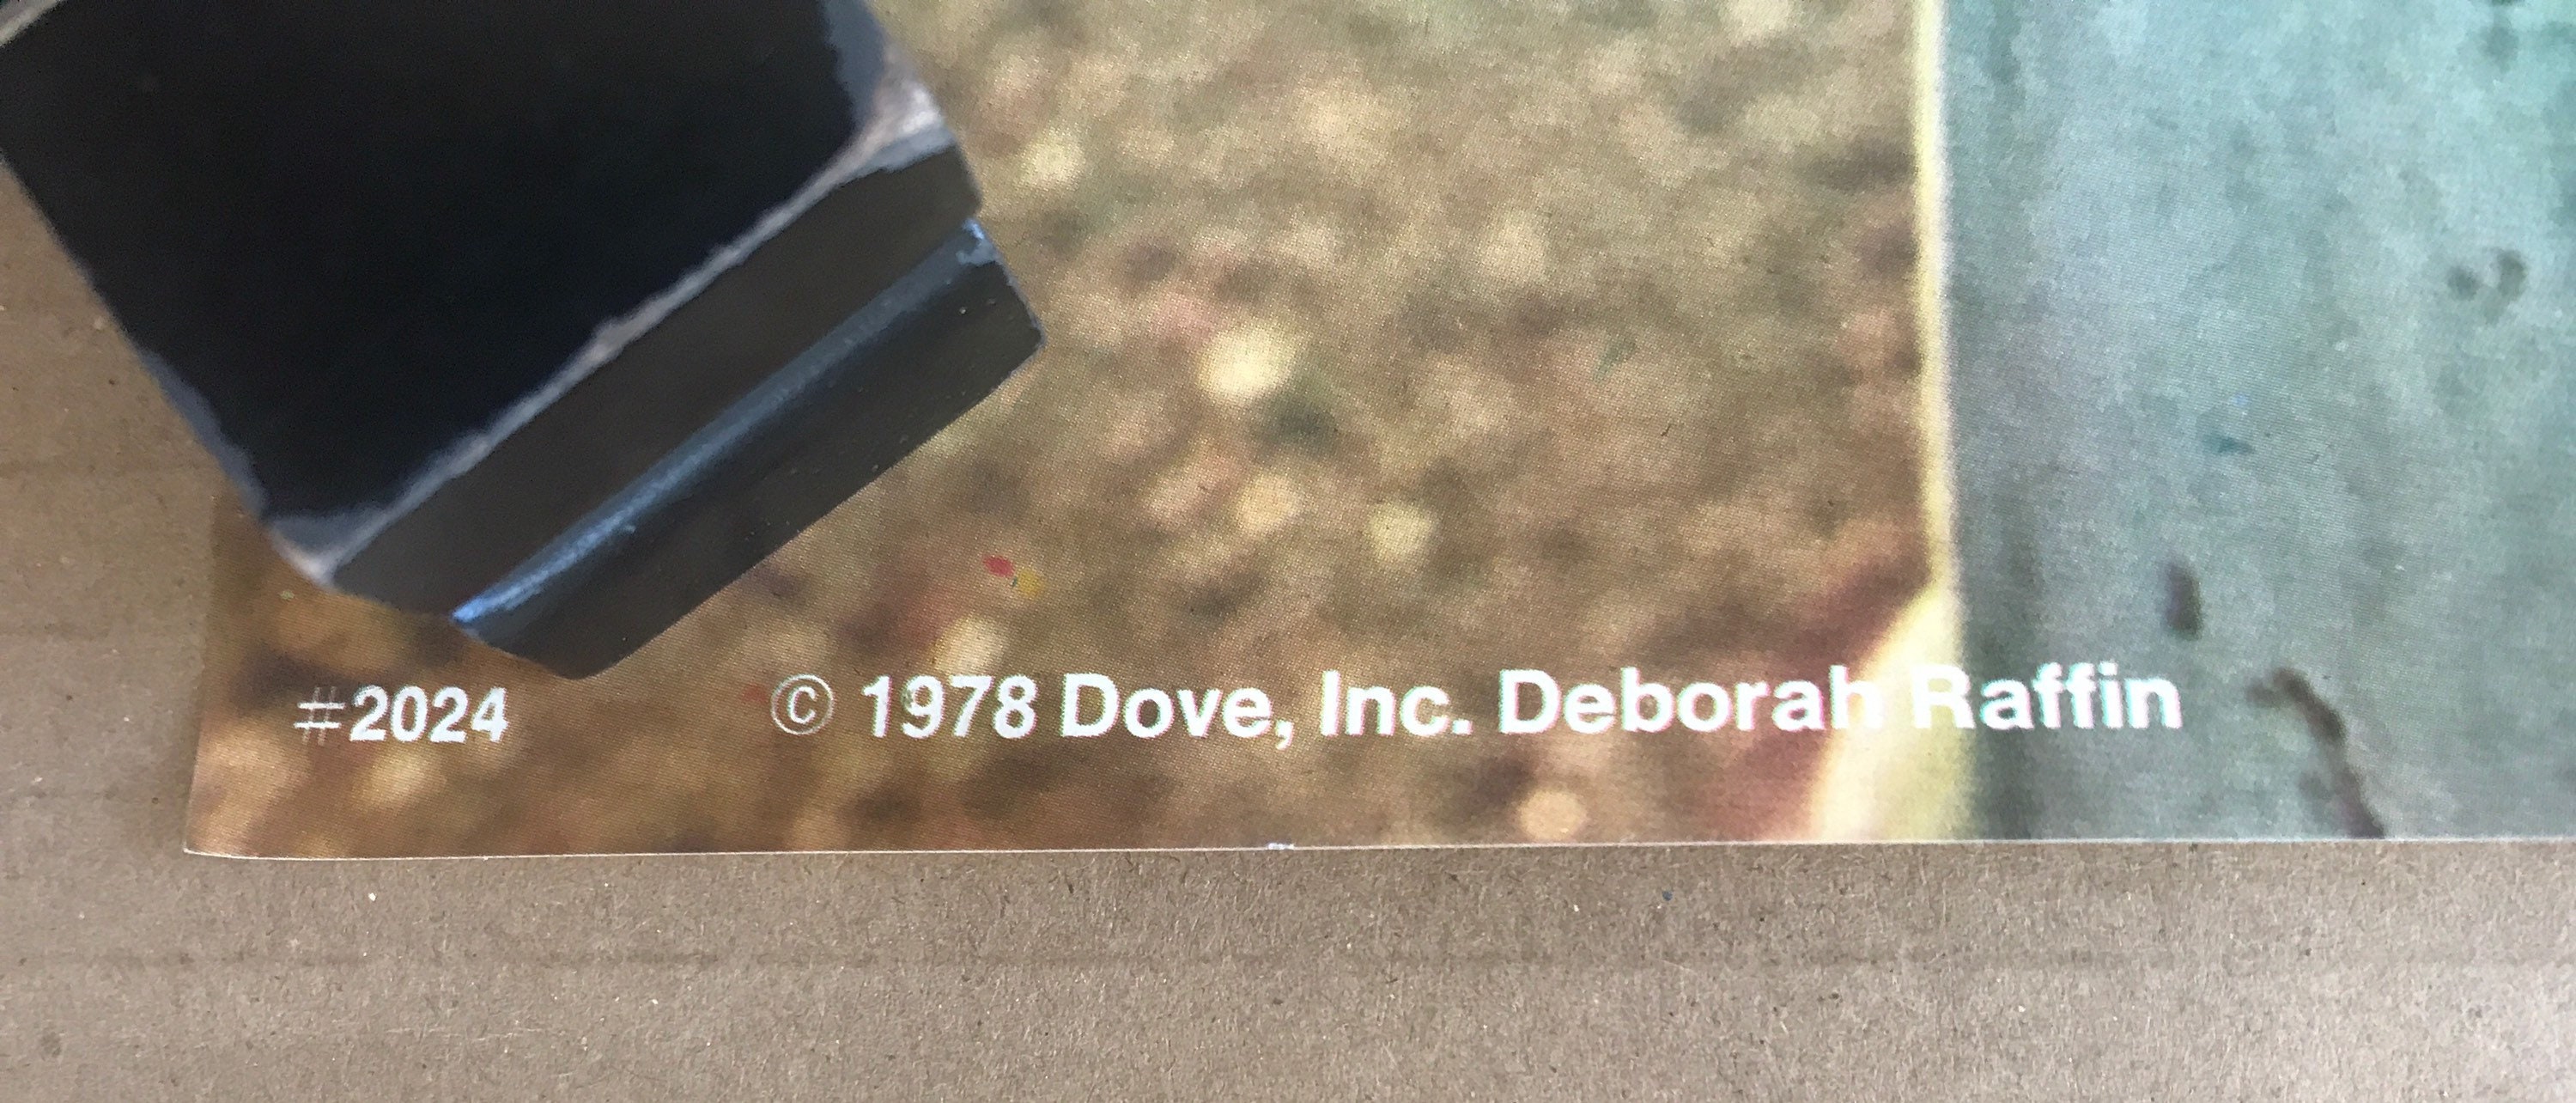 #2024 © 1978 Dove, Inc. Deborah Raffin